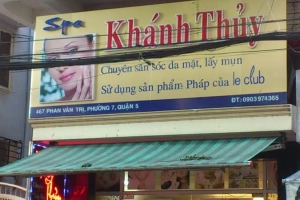 Spa
Khánh Thủy
Chuyên săn sóc da mặt, lấy mụn
Sử dụng sản phẩm Pháp của le club
467 PHAN VĂN TRỊ, PHƯỜNG 7, QUẬN 5
ĐT: 0903974365